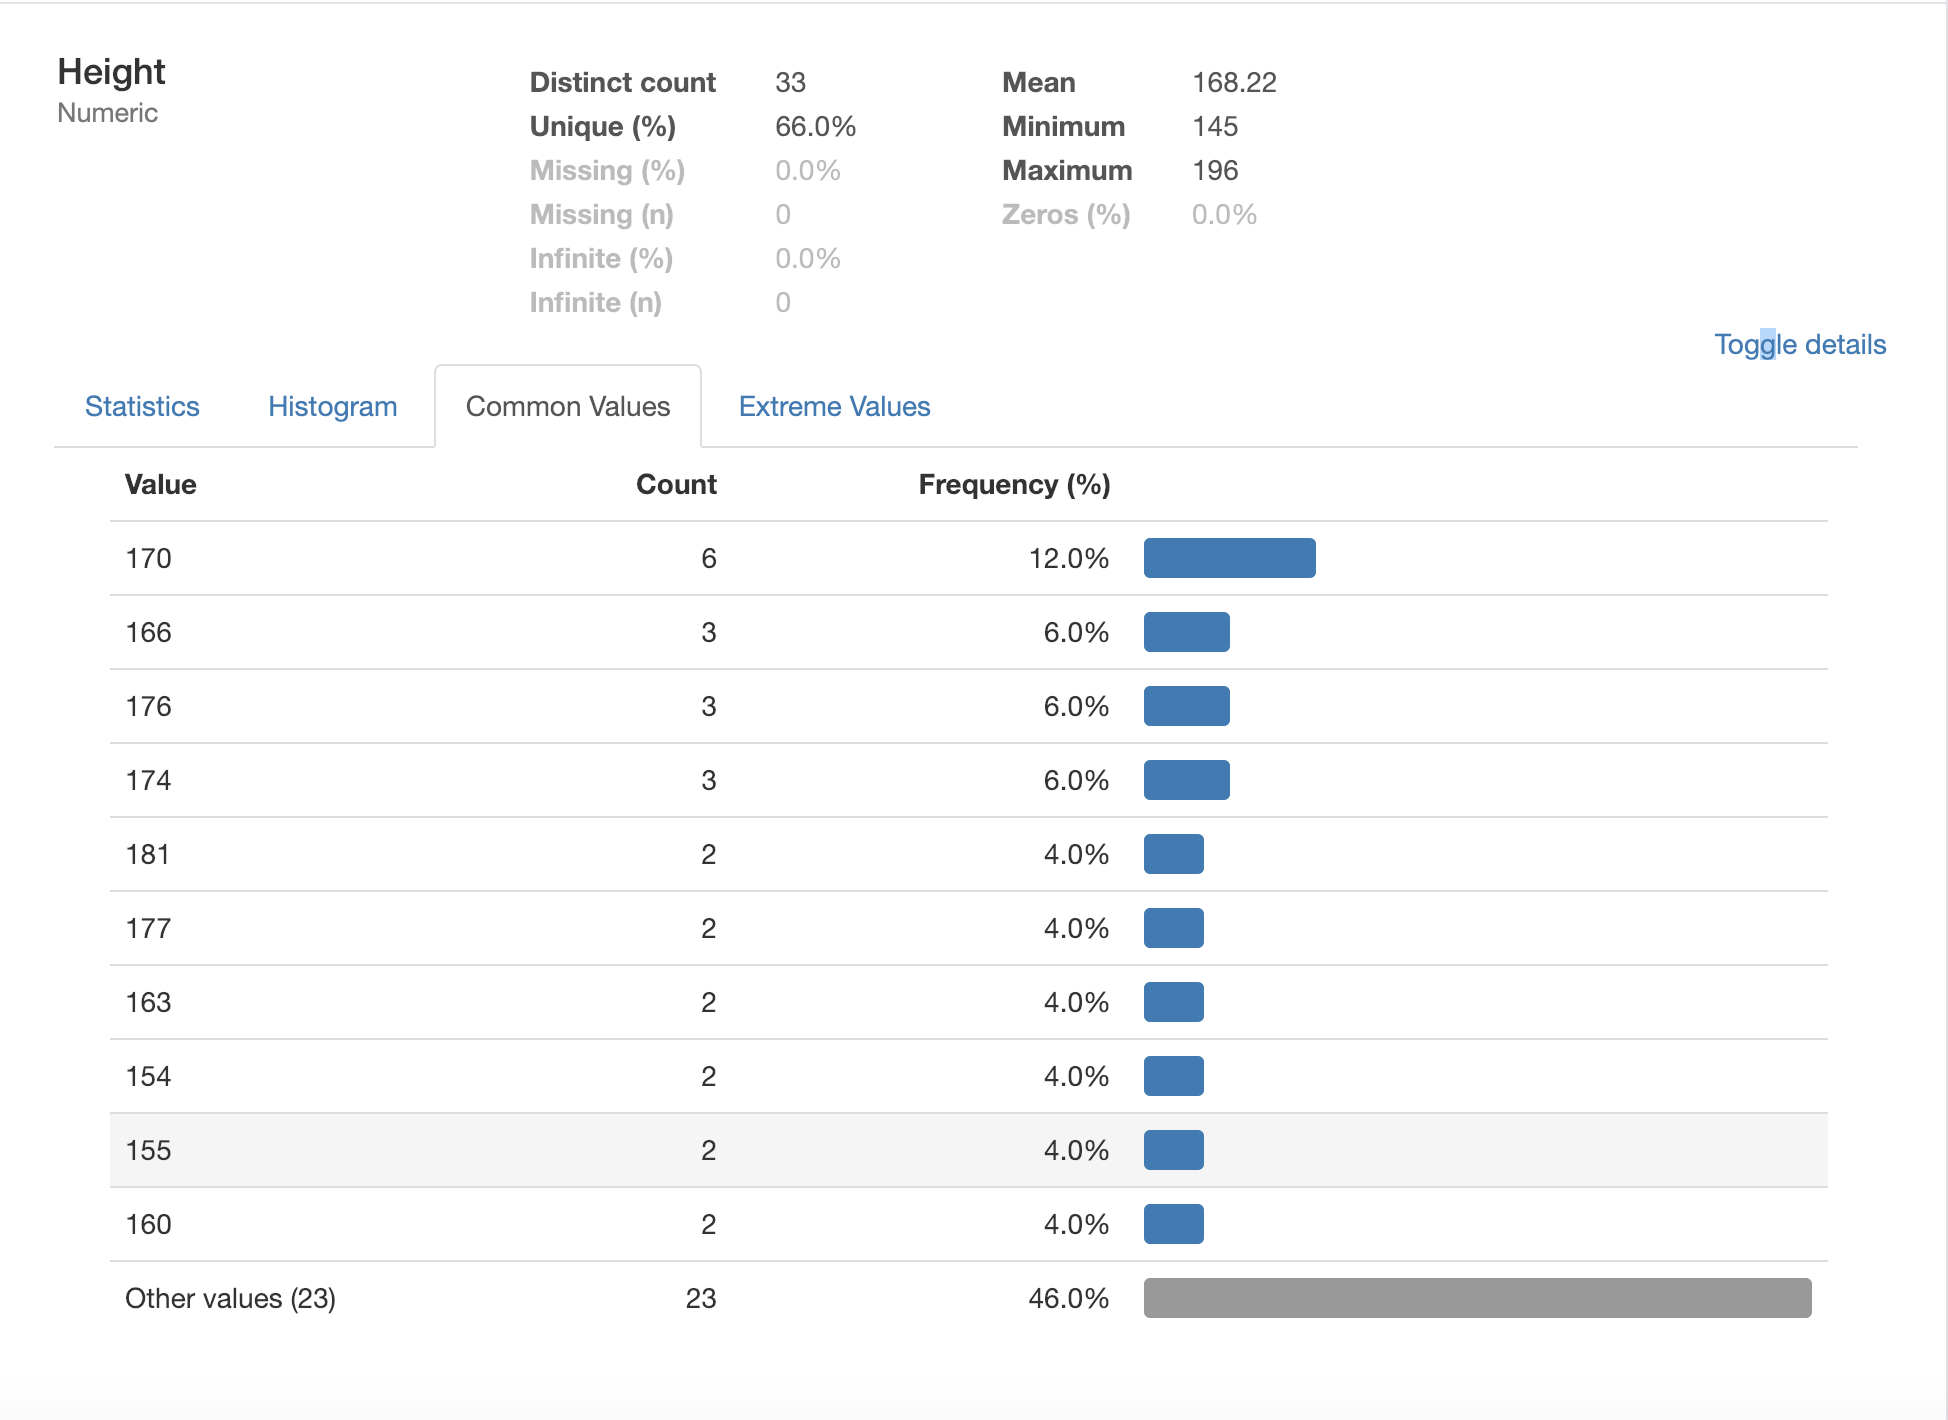 Height
Numeric
Distinct count 33
Unique (%) 66.0%
Missing (%) 0.0%
Missing (n) 0
Infinite (%) 0.0%
Infinite (n) 0
Mean 168.22
Minimum 145
Maximum 196
Zeros (%) 0.0%
Toggle details
Statistics Histogram Common Values Extreme Values
Value Count Frequency (%)
170 6 12.0%
166 3 6.0%
176 3 6.0%
174 3 6.0%
181 2 4.0%
177 2 4.0%
163 2 4.0%
154 2 4.0%
155 2 4.0%
160 2 4.0%
Other values (23) 23 46.0%